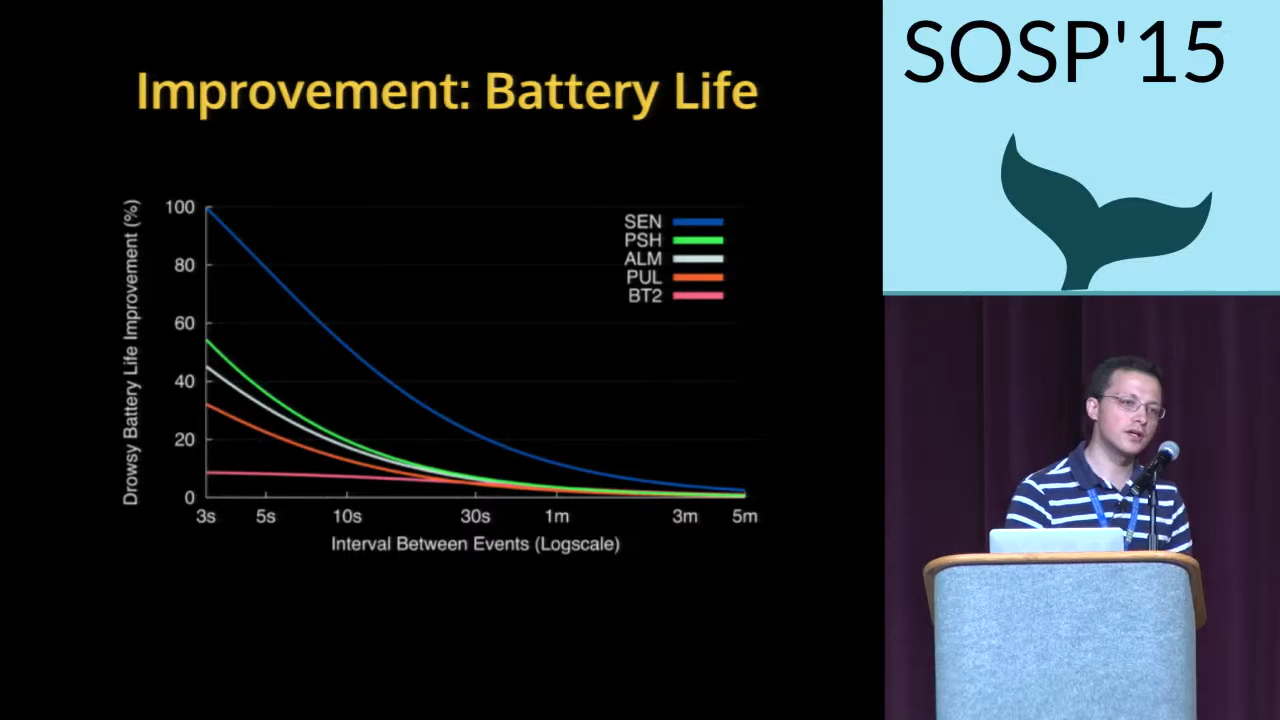 Improvement: Battery Life
Drowsy Battery Life Improvement (%)
100
80
60
40
20
0
SEN
PSH
ALM
PUL
BT2
3s 5s 10s 30s 1m 3m 5m
Interval Between Events (Logscale)
SOSP'15